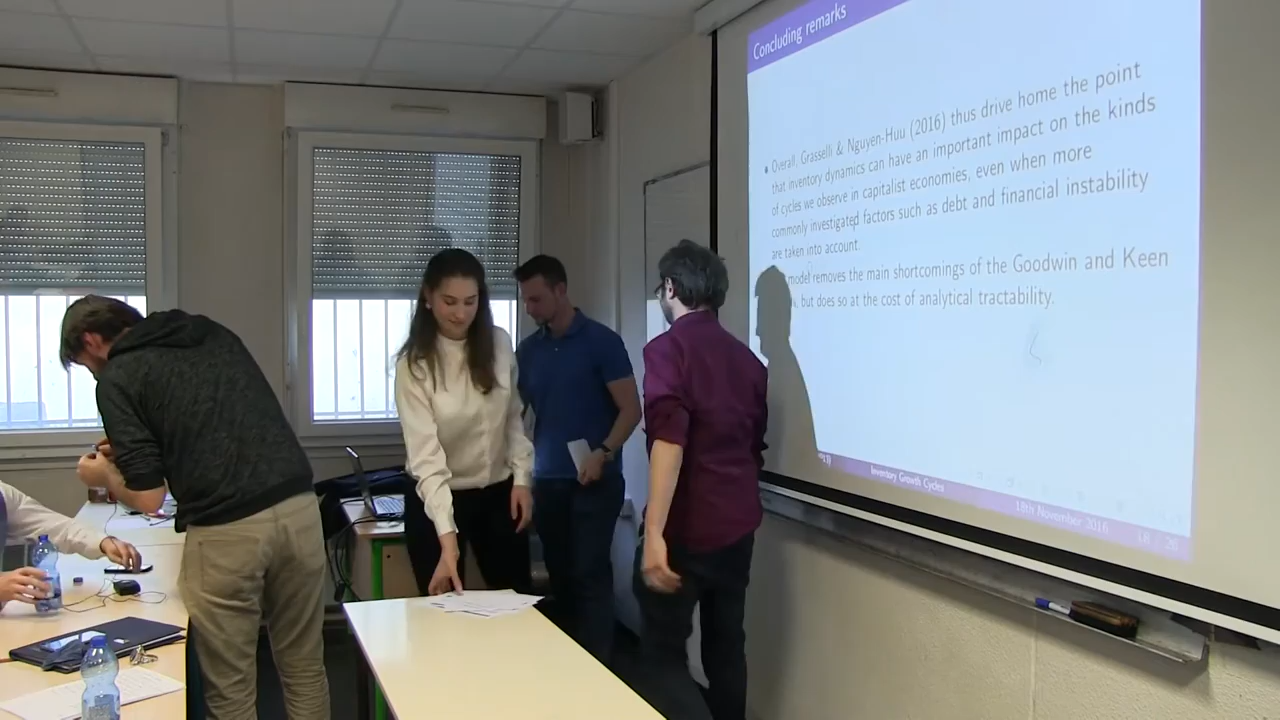 Concluding remarks
Overall, Grasselli & Nguyen-Huu (2016) thus drive home the point
that inventory dynamics can have an important impact on the kinds
of cycles we observe in capitalist economies, even when more
commonly investigated factors such as debt and financial instability
are taken into account.
model removes the main shortcomings of the Goodwin and Keen
, but does so at the cost of analytical tractability.
Inventory Growth Cycles
18th November 2016